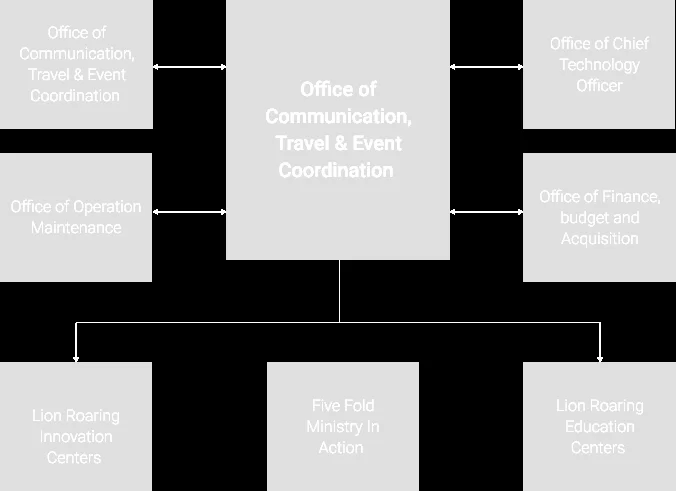 Office of
Communication,
Travel & Event
Coordination
Office of
Communication,
Travel & Event
Coordination
Office of Chief
Technology
Officer
Office of Operation
Maintenance
Office of Finance,
budget and
Acquisition
Lion Roaring
Innovation
Centers
Five Fold
Ministry In
Action
Lion Roaring
Education
Centers